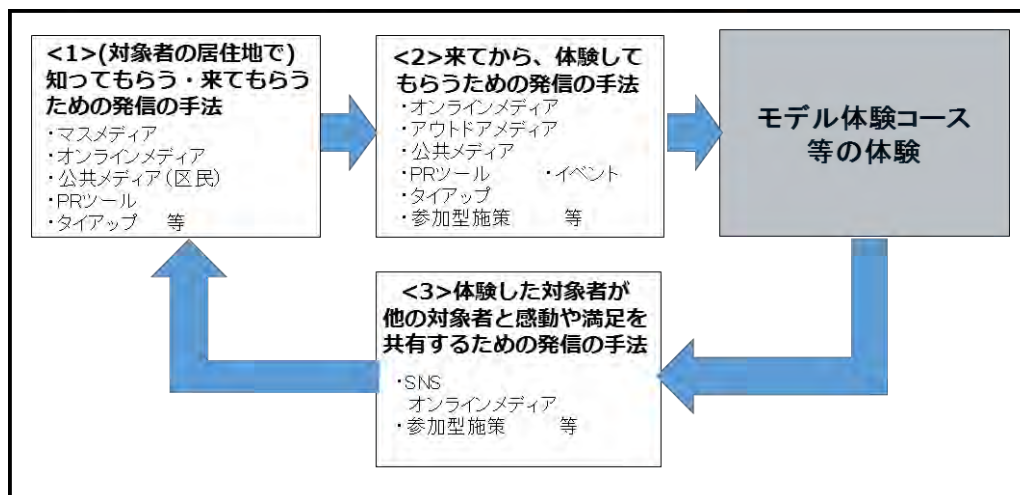 <1>(対象者の居住地で)
知ってもらう・来てもらう
ための発信の手法
・マスメディア
・オンラインメディア
・公共メディア(区民)
・PRツール
・タイアップ　等
<2>来てから、体験して
もらうための発信の手法
・オンラインメディア
・アウトドアメディア
・公共メディア
・PRツール　　・イベント
・タイアップ
・参加型施策　　　等
モデル体験コース
等の体験
<3>体験した対象者が
他の対象者と感動や満足を
共有するための発信の手法
・SNS
オンラインメディア
・参加型施策　　　等